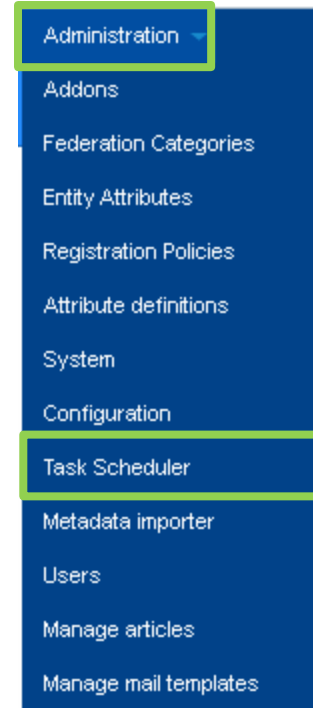 Administration
Addons
Federation Categories
Entity Attributes
Registration Policies
Attribute definitions
System
Configuration
Task Scheduler
Metadata importer
Users
Manage articles
Manage mail templates